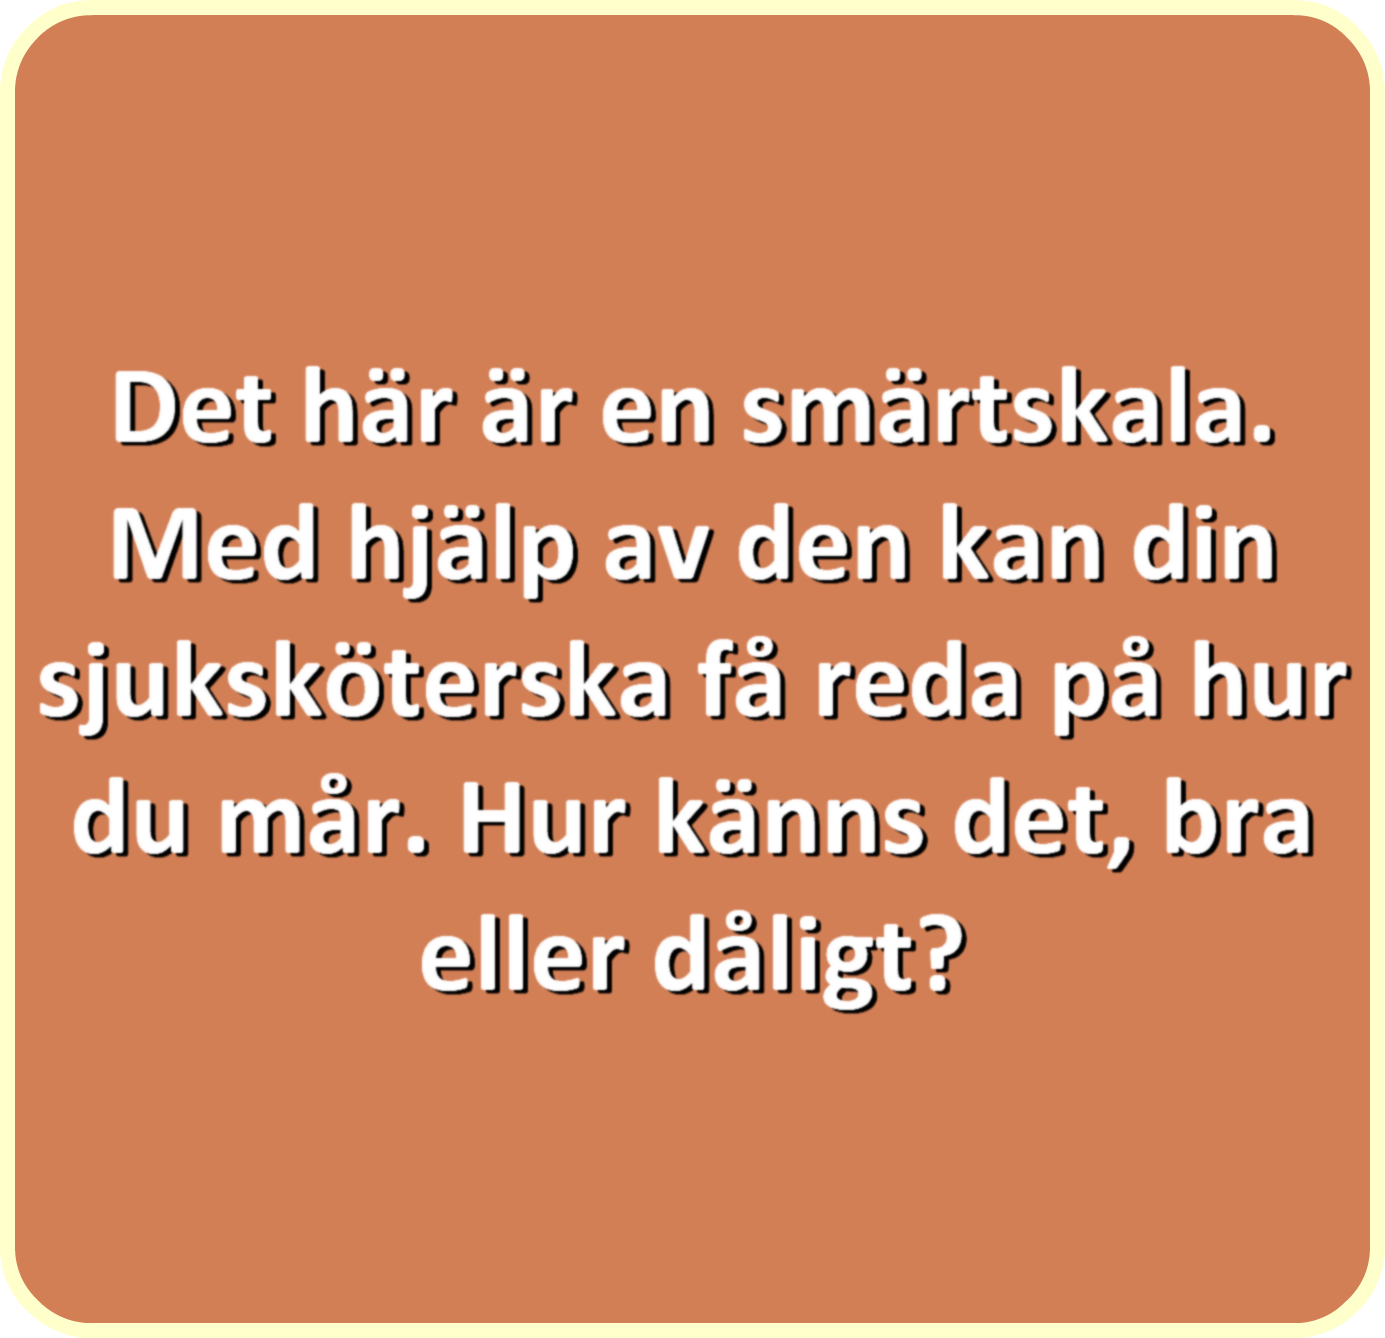 Det här är en smärtskala.
Med hjälp av den kan din
sjuksköterska få reda på hur
du mår. Hur känns det, bra
eller dåligt?